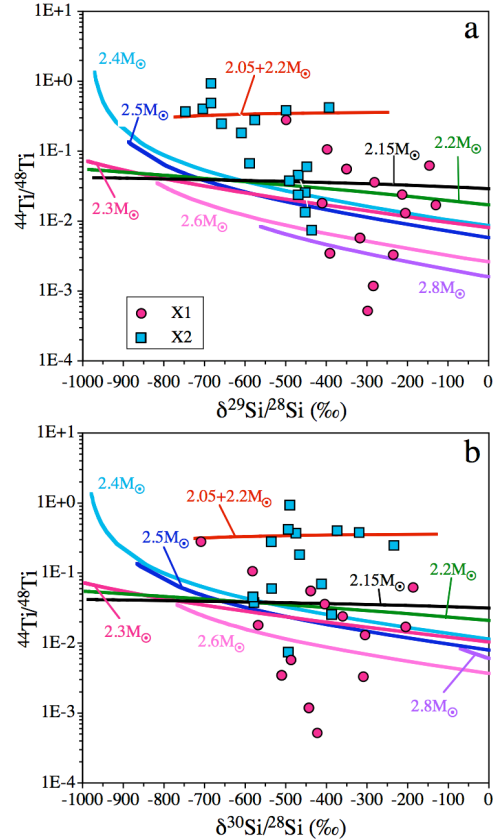 a
1E+1
1E+0
1E-1
1E-2
1E-3
1E-4
⁴⁴Ti/⁴⁸Ti
2.4M☉
2.05+2.2M☉
2.5M☉
2.15M☉
2.2M☉
2.3M☉
2.6M☉
2.8M☉
X1
X2
-1000 -900 -800 -700 -600 -500 -400 -300 -200 -100 0
δ²⁹Si/²⁸Si (‰)
b
1E+1
1E+0
1E-1
1E-2
1E-3
1E-4
⁴⁴Ti/⁴⁸Ti
2.4M☉
2.05+2.2M☉
2.5M☉
2.15M☉
2.2M☉
2.3M☉
2.6M☉
2.8M☉
-1000 -900 -800 -700 -600 -500 -400 -300 -200 -100 0
δ³⁰Si/²⁸Si (‰)